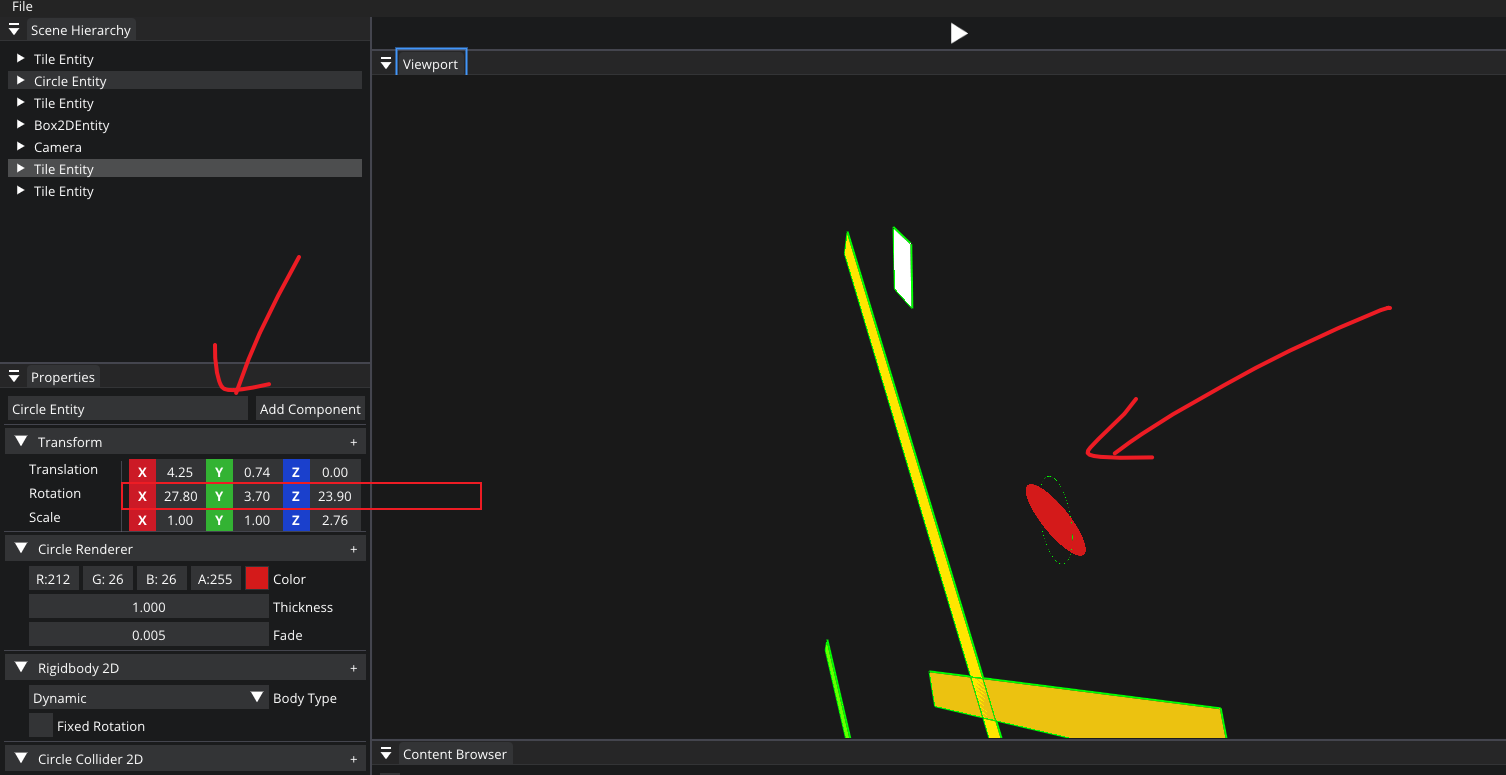 File
Scene Hierarchy
Tile Entity
Circle Entity
Tile Entity
Box2DEntity
Camera
Tile Entity
Tile Entity
Properties
Circle Entity Add Component
Transform +
Translation X 4.25 Y 0.74 Z 0.00
Rotation X 27.80 Y 3.70 Z 23.90
Scale X 1.00 Y 1.00 Z 2.76
Circle Renderer +
R:212 G: 26 B: 26 A:255 Color
1.000 Thickness
0.005 Fade
Rigidbody 2D +
Dynamic Body Type
Fixed Rotation
Circle Collider 2D +
Viewport
Content Browser